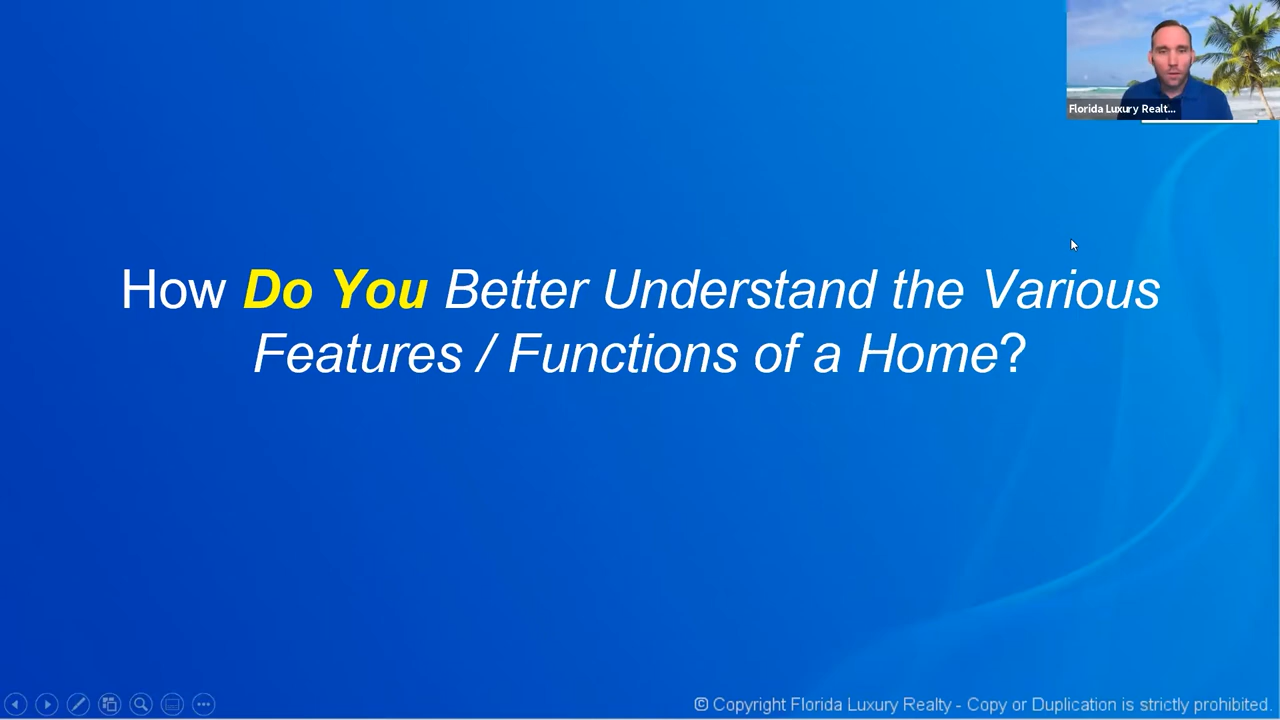 Florida Luxury Realt...
How Do You Better Understand the Various
Features / Functions of a Home?
© Copyright Florida Luxury Realty - Copy or Duplication is strictly prohibited.